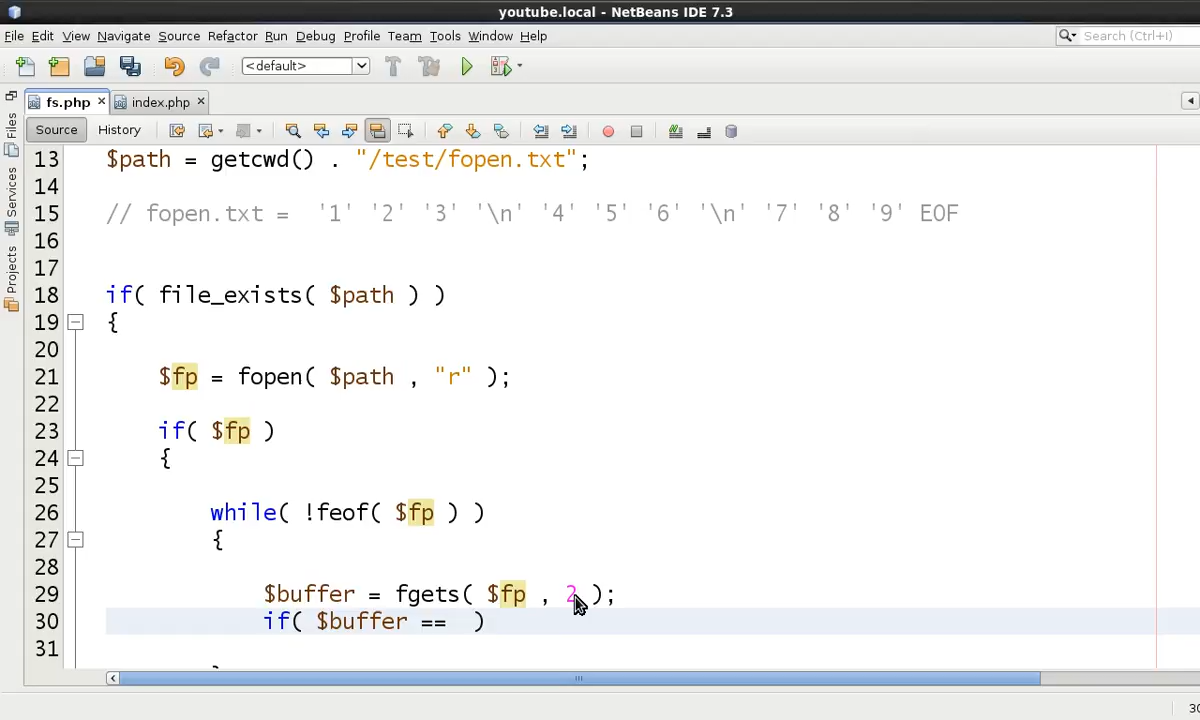 youtube.local - NetBeans IDE 7.3
File Edit View Navigate Source Refactor Run Debug Profile Team Tools Window Help
Search (Ctrl+I)
<default>
fs.php index.php
Source History
Files
Services
Projects
13 $path = getcwd() . "/test/fopen.txt";
14
15 // fopen.txt = '1' '2' '3' '\n' '4' '5' '6' '\n' '7' '8' '9' EOF
16
17
18 if( file_exists( $path ) )
19 {
20
21 $fp = fopen( $path , "r" );
22
23 if( $fp )
24 {
25
26 while( !feof( $fp ) )
27 {
28
29 $buffer = fgets( $fp , 2 );
30 if( $buffer == )
31
30